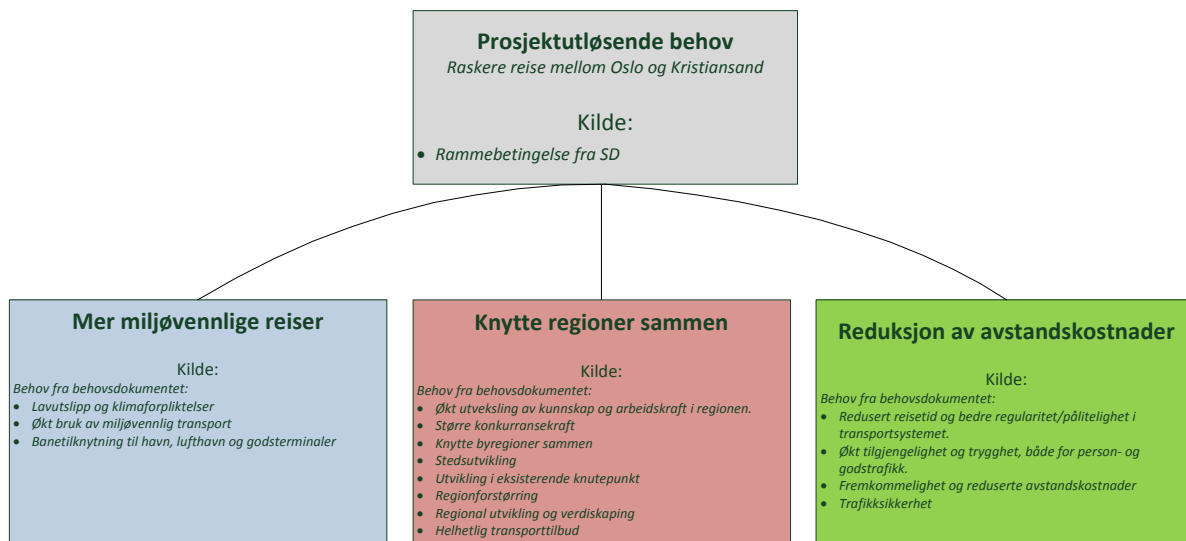 Prosjektutløsende behov
Raskere reise mellom Oslo og Kristiansand
Kilde:
• Rammebetingelse fra SD
Mer miljøvennlige reiser
Kilde:
Behov fra behovsdokumentet:
• Lavutslipp og klimaforpliktelser
• Økt bruk av miljøvennlig transport
• Banetilknytning til havn, lufthavn og godsterminaler
Knytte regioner sammen
Kilde:
Behov fra behovsdokumentet:
• Økt utveksling av kunnskap og arbeidskraft i regionen.
• Større konkurransekraft
• Knytte byregioner sammen
• Stedsutvikling
• Utvikling i eksisterende knutepunkt
• Regionforstørring
• Regional utvikling og verdiskaping
• Helhetlig transporttilbud
Reduksjon av avstandskostnader
Kilde:
Behov fra behovsdokumentet:
• Redusert reisetid og bedre regularitet/pålitelighet i
transportsystemet.
• Økt tilgjengelighet og trygghet, både for person- og
godstrafikk.
• Fremkommelighet og reduserte avstandskostnader
• Trafikksikkerhet